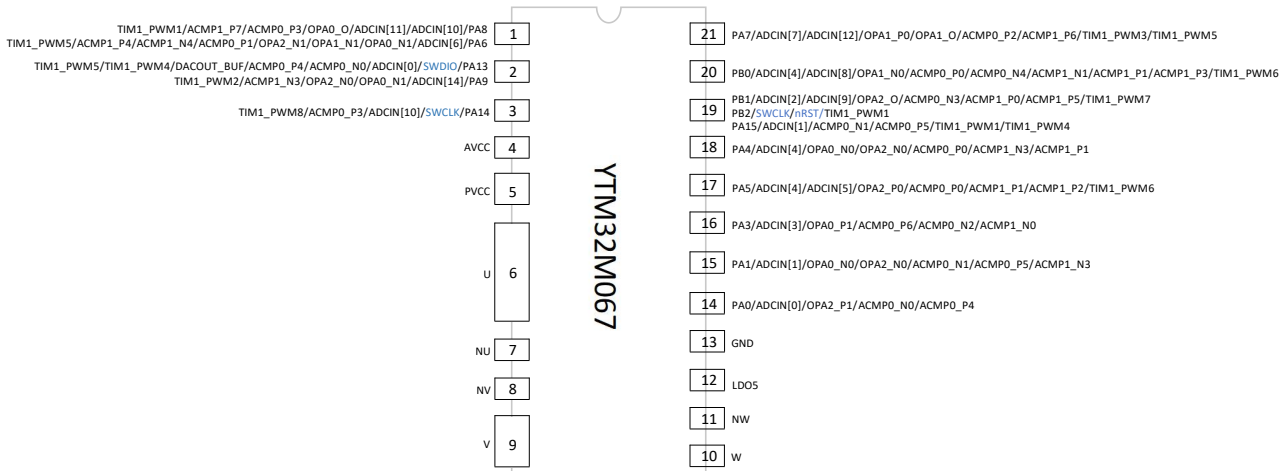 TIM1_PWM1/ACMP1_P7/ACMP0_P3/OPA0_O/ADCIN[11]/ADCIN[10]/PA8
TIM1_PWM5/ACMP1_P4/ACMP1_N4/ACMP0_P1/OPA2_N1/OPA1_N1/OPA0_N1/ADCIN[6]/PA6
1
TIM1_PWM5/TIM1_PWM4/DACOUT_BUF/ACMP0_P4/ACMP0_N0/ADCIN[0]/SWDIO/PA13
TIM1_PWM2/ACMP1_N3/OPA2_N0/OPA0_N1/ADCIN[14]/PA9
2
TIM1_PWM8/ACMP0_P3/ADCIN[10]/SWCLK/PA14
3
AVCC
4
PVCC
5
U
6
NU
7
NV
8
V
9
YTM32M067
21
PA7/ADCIN[7]/ADCIN[12]/OPA1_P0/OPA1_O/ACMP0_P2/ACMP1_P6/TIM1_PWM3/TIM1_PWM5
20
PB0/ADCIN[4]/ADCIN[8]/OPA1_N0/ACMP0_P0/ACMP0_N4/ACMP1_N1/ACMP1_P1/ACMP1_P3/TIM1_PWM6
19
PB1/ADCIN[2]/ADCIN[9]/OPA2_O/ACMP0_N3/ACMP1_P0/ACMP1_P5/TIM1_PWM7
PB2/SWCLK/nRST/TIM1_PWM1
PA15/ADCIN[1]/ACMP0_N1/ACMP0_P5/TIM1_PWM1/TIM1_PWM4
18
PA4/ADCIN[4]/OPA0_N0/OPA2_N0/ACMP0_P0/ACMP1_N3/ACMP1_P1
17
PA5/ADCIN[4]/ADCIN[5]/OPA2_P0/ACMP0_P0/ACMP1_P1/ACMP1_P2/TIM1_PWM6
16
PA3/ADCIN[3]/OPA0_P1/ACMP0_P6/ACMP0_N2/ACMP1_N0
15
PA1/ADCIN[1]/OPA0_N0/OPA2_N0/ACMP0_N1/ACMP0_P5/ACMP1_N3
14
PA0/ADCIN[0]/OPA2_P1/ACMP0_N0/ACMP0_P4
13
GND
12
LDO5
11
NW
10
W